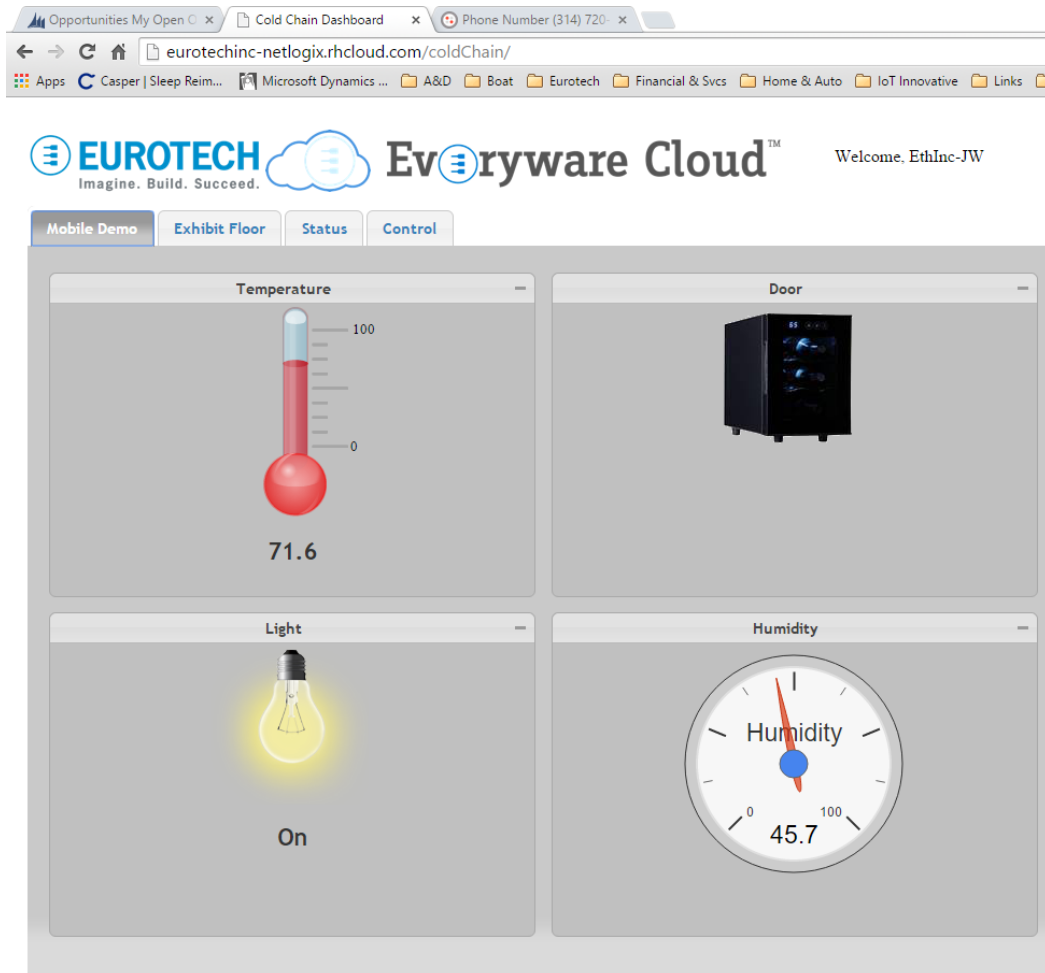 Opportunities My Open O
Cold Chain Dashboard
Phone Number (314) 720-
eurotechinc-netlogix.rhcloud.com/coldChain/
Apps
Casper | Sleep Reim...
Microsoft Dynamics ...
A&D
Boat
Eurotech
Financial & Svcs
Home & Auto
IoT Innovative
Links
EUROTECH
Imagine. Build. Succeed.
Everyware Cloud™
Welcome, EthInc-JW
Mobile Demo
Exhibit Floor
Status
Control
Temperature
100
0
71.6
Door
Light
On
Humidity
Humidity
0
100
45.7